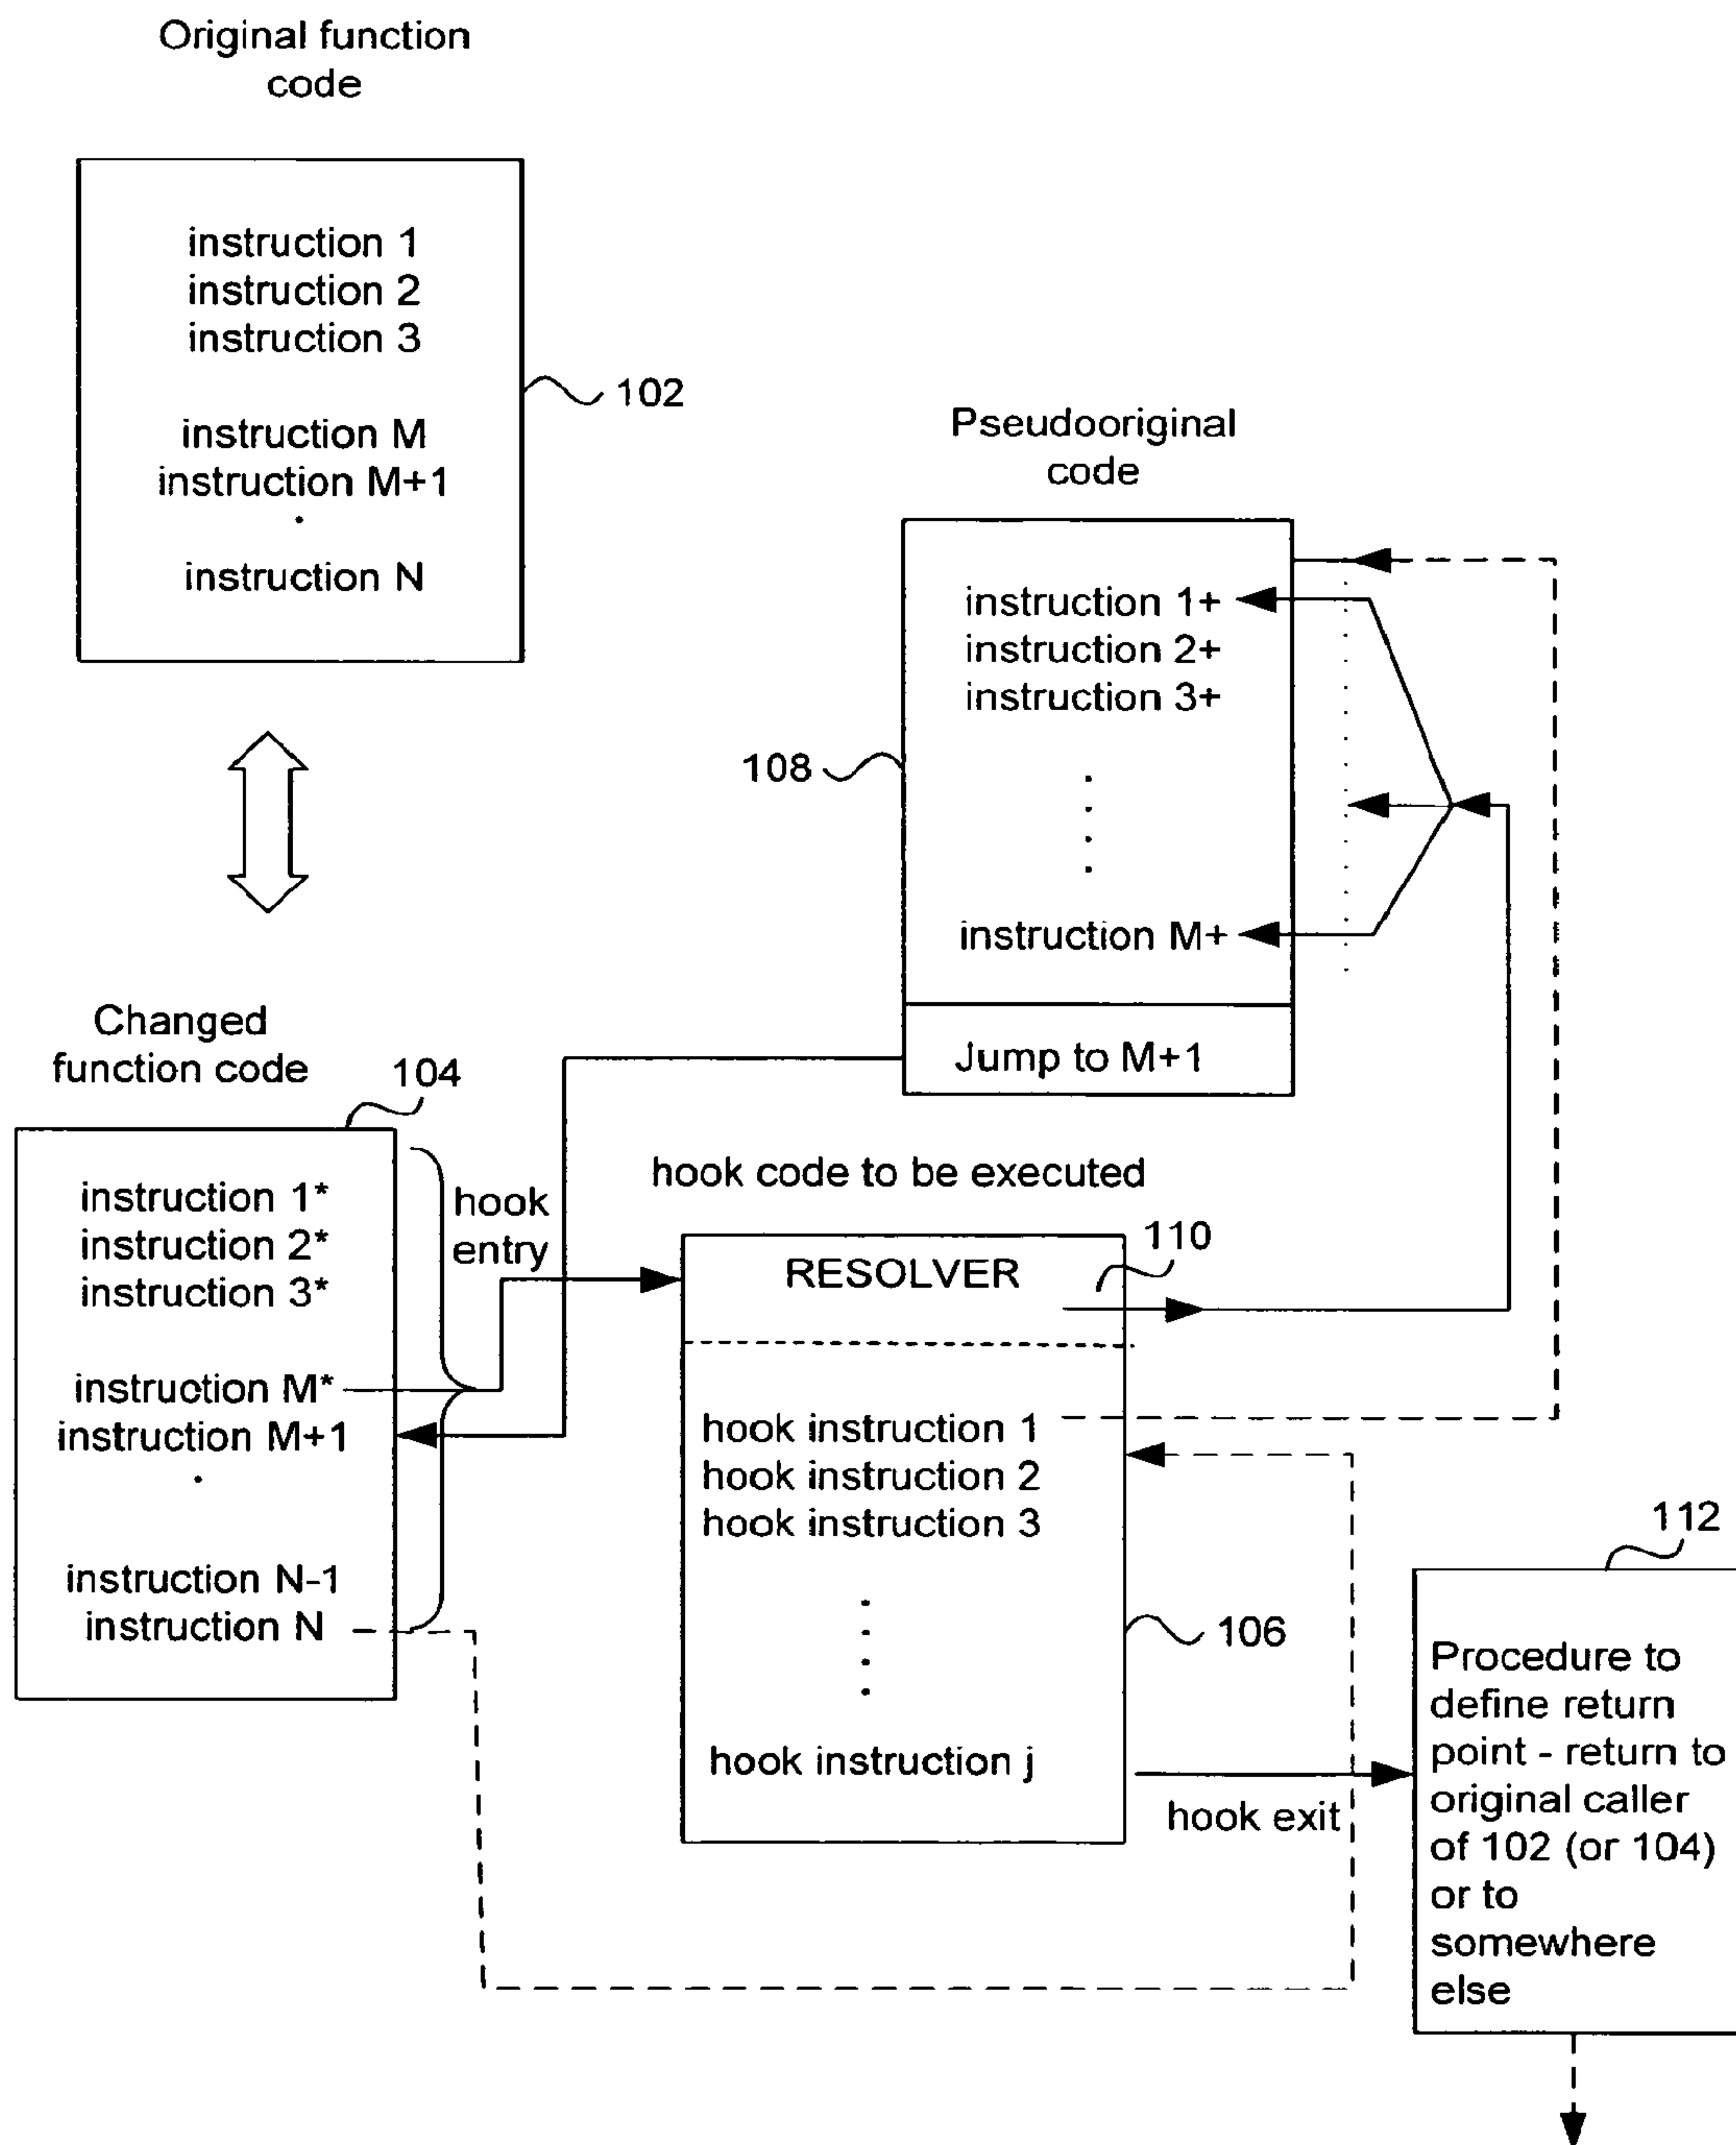 Original function
code
instruction 1
instruction 2
instruction 3
instruction M
instruction M+1
.
instruction N
102
Pseudooriginal
code
instruction 1+
instruction 2+
instruction 3+
.
.
.
.
instruction M+
Jump to M+1
108
Changed
function code
104
instruction 1*
instruction 2*
instruction 3*
instruction M*
instruction M+1
.
instruction N-1
instruction N
hook
entry
hook code to be executed
110
RESOLVER
hook instruction 1
hook instruction 2
hook instruction 3
.
.
.
.
hook instruction j
106
hook exit
112
Procedure to
define return
point - return to
original caller
of 102 (or 104)
or to
somewhere
else